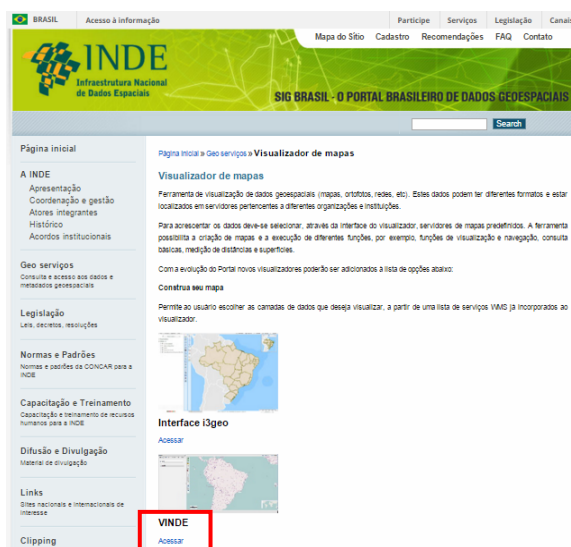 BRASIL Acesso à informação Participe Serviços Legislação Canais
Mapa do Sítio Cadastro Recomendações FAQ Contato
INDE
Infraestrutura Nacional
de Dados Espaciais
SIG BRASIL - O PORTAL BRASILEIRO DE DADOS GEOESPACIAIS
Search
Página inicial
A INDE
Apresentação
Coordenação e gestão
Atores integrantes
Histórico
Acordos institucionais
Geo serviços
Consulta e acesso aos dados e
metadados geoespaciais
Legislação
Leis, decretos, resoluções
Normas e Padrões
Normas e padrões da CONCAR para a
INDE
Capacitação e Treinamento
Capacitação e treinamento de recursos
humanos para a INDE
Difusão e Divulgação
Material de divulgação
Links
Sites nacionais e internacionais de
interesse
Clipping
Página Inicial » Geo serviços » Visualizador de mapas
Visualizador de mapas
Ferramenta de visualização de dados geoespaciais (mapas, ortofotos, redes, etc). Estes dados podem ter diferentes formatos e estar
localizados em servidores pertencentes a diferentes organizações e instituições.
Para acrescentar os dados deve-se selecionar, através da interface do visualizador, servidores de mapas predefinidos. A ferramenta
possibilita a criação de mapas e a execução de diferentes funções, por exemplo, funções de visualização e navegação, consulta
básicas, medição de distâncias e superfícies.
Com a evolução do Portal novos visualizadores poderão ser adicionados à lista de opções abaixo:
Construa seu mapa
Permite ao usuário escolher as camadas de dados que deseja visualizar, a partir de uma lista de serviços WMS já incorporados ao
visualizador.
Interface i3geo
Acessar
VINDE
Acessar